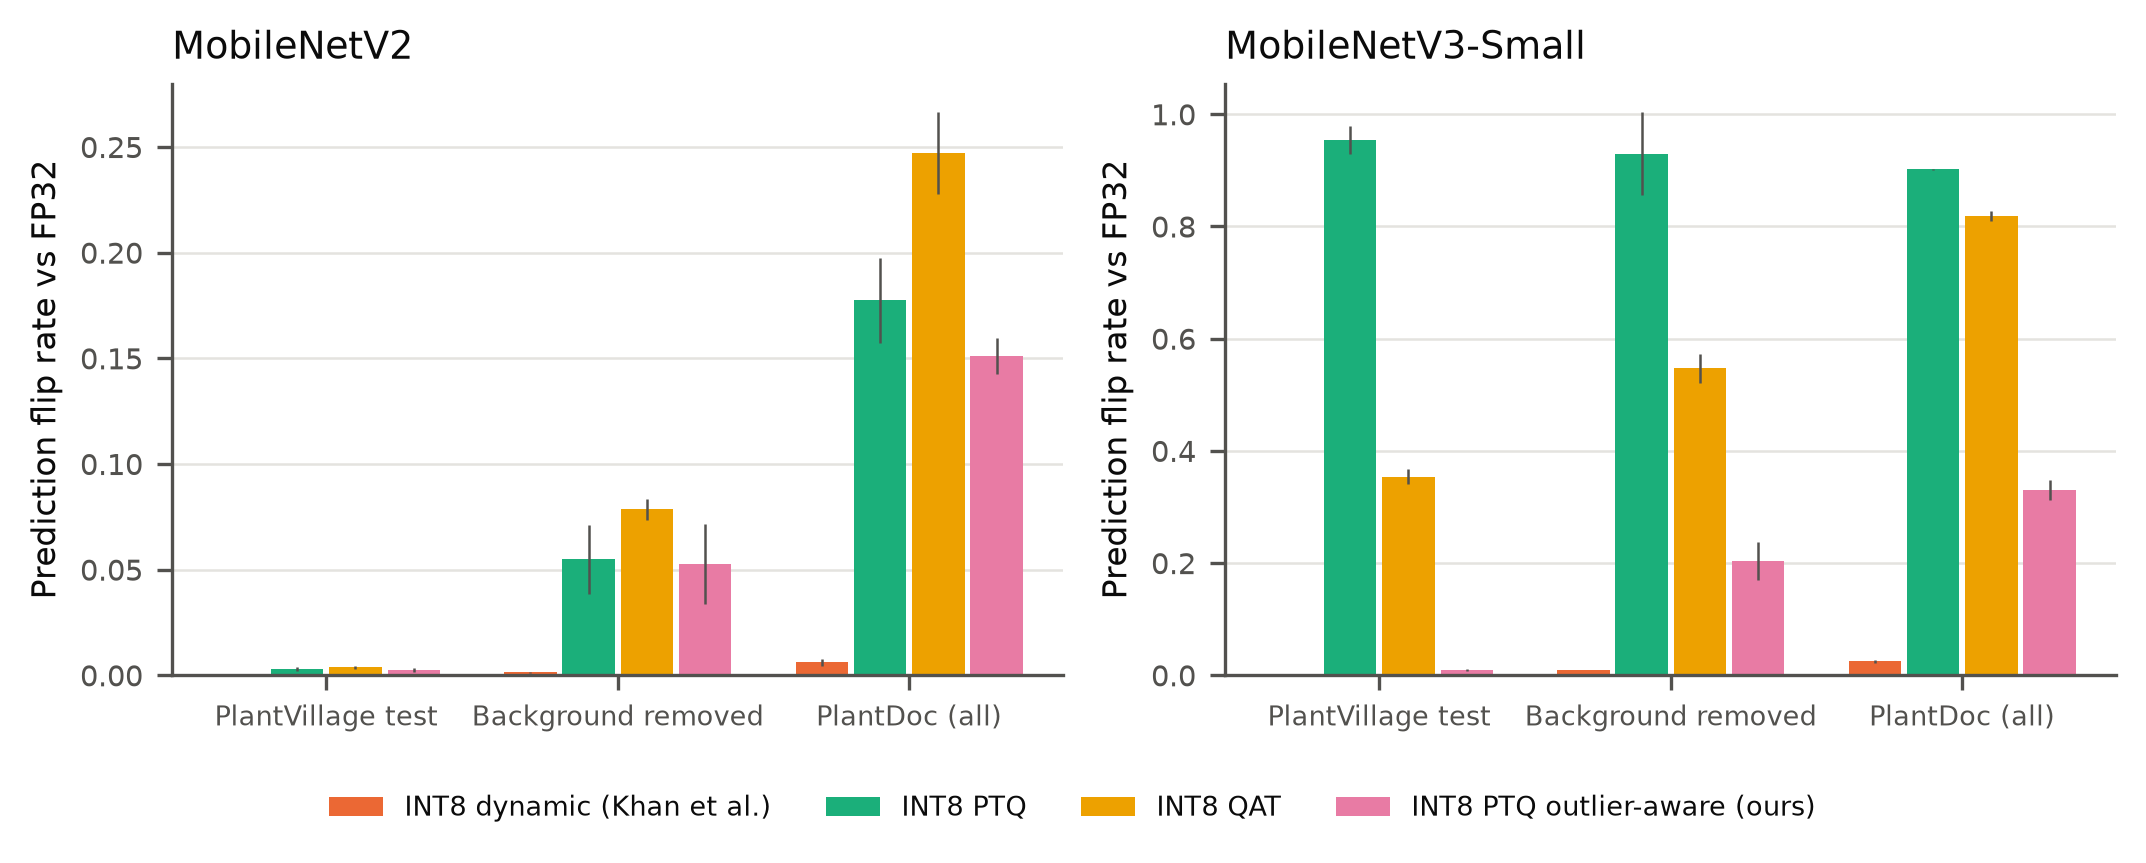 MobileNetV2
Prediction flip rate vs FP32
0.25
0.20
0.15
0.10
0.05
0.00
PlantVillage test
Background removed
PlantDoc (all)
MobileNetV3-Small
Prediction flip rate vs FP32
1.0
0.8
0.6
0.4
0.2
0.0
PlantVillage test
Background removed
PlantDoc (all)
INT8 dynamic (Khan et al.)
INT8 PTQ
INT8 QAT
INT8 PTQ outlier-aware (ours)